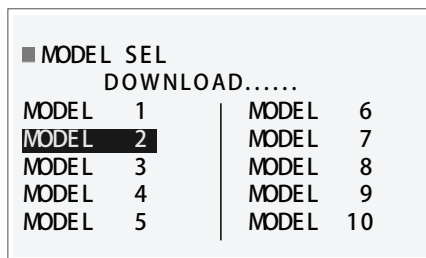 MODEL SEL
DOWNLOAD......
MODEL 1 MODEL 6
MODEL 2 MODEL 7
MODEL 3 MODEL 8
MODEL 4 MODEL 9
MODEL 5 MODEL 10